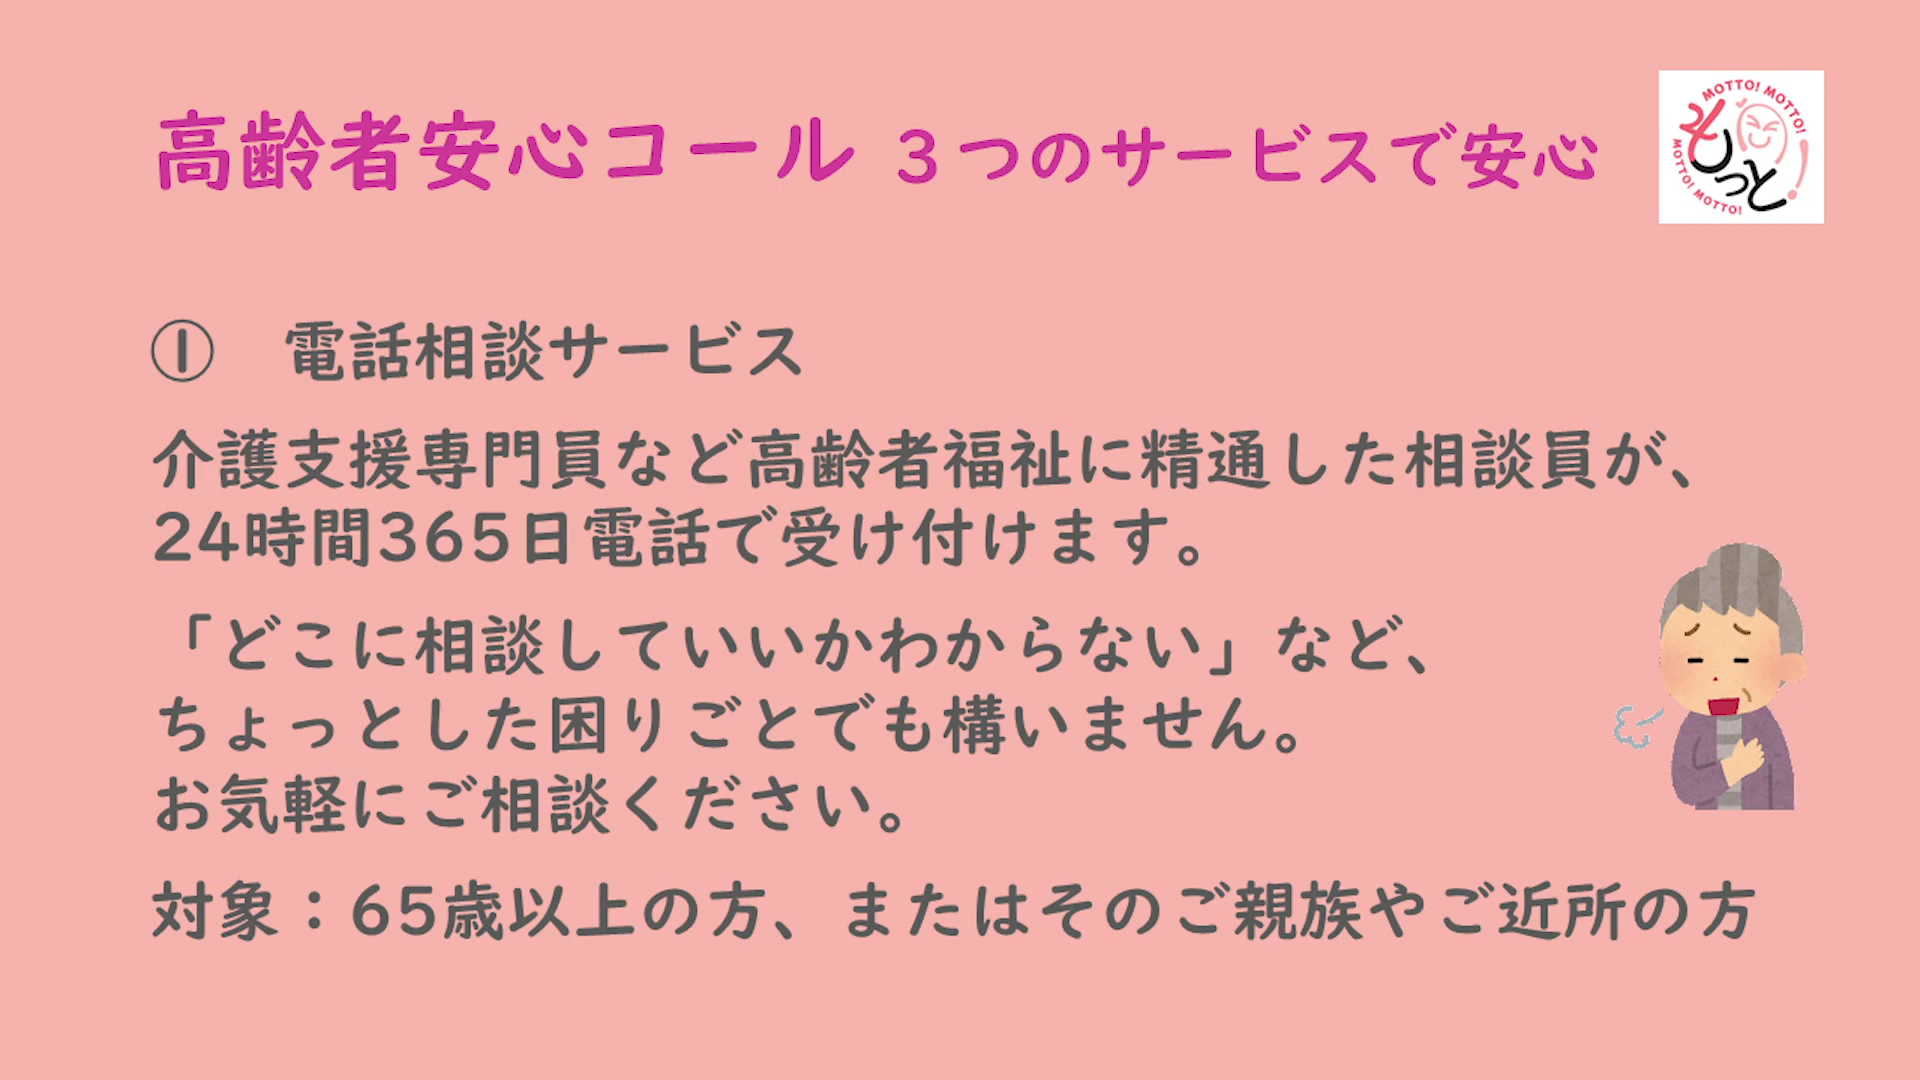 高齢者安心コール ３つのサービスで安心
MOTTO! MOTTO!
もっと!
MOTTO! MOTTO!
①　電話相談サービス
介護支援専門員など高齢者福祉に精通した相談員が、
24時間365日電話で受け付けます。
「どこに相談していいかわからない」など、
ちょっとした困りごとでも構いません。
お気軽にご相談ください。
対象：65歳以上の方、またはそのご親族やご近所の方